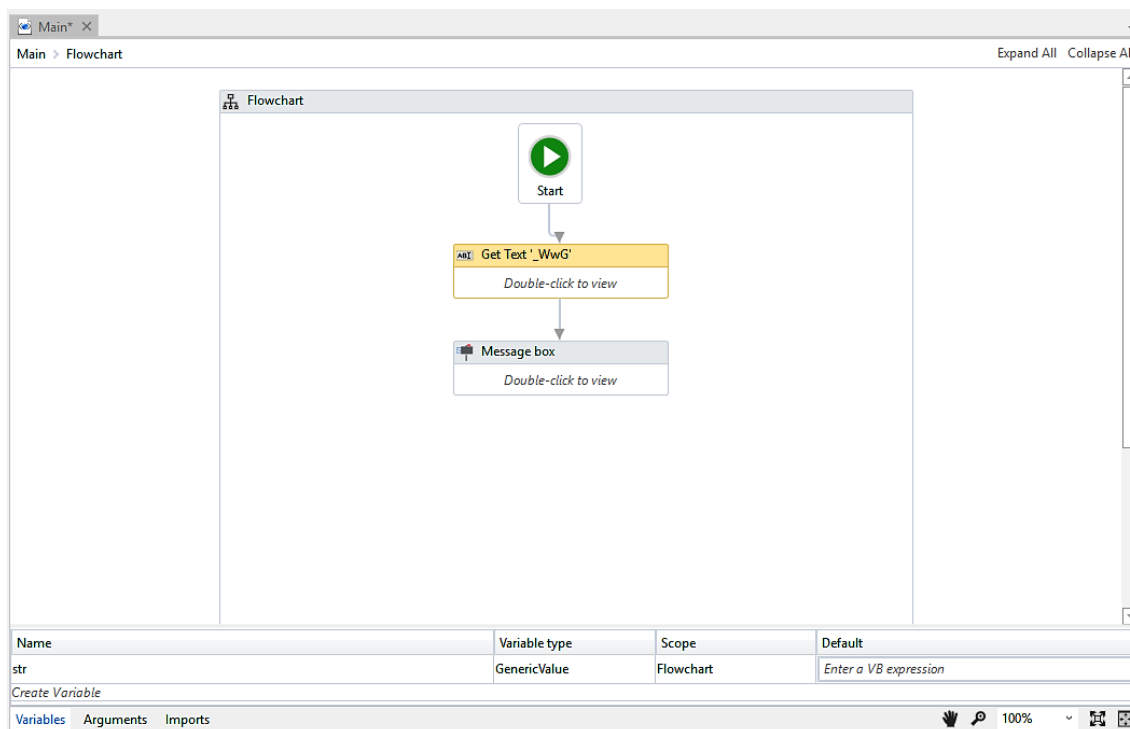 Main*
Main > Flowchart
Expand All Collapse Al
Flowchart
Start
ABI Get Text '_WwG'
Double-click to view
Message box
Double-click to view
Name Variable type Scope Default
str GenericValue Flowchart Enter a VB expression
Create Variable
Variables Arguments Imports 100%